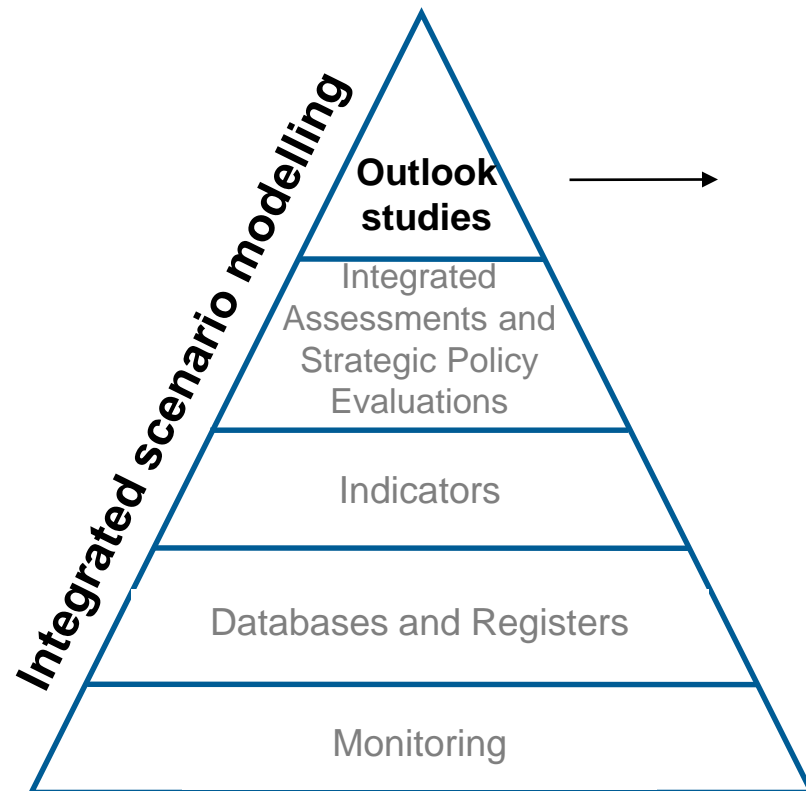 Integrated scenario modelling
Outlook
studies
Integrated
Assessments and
Strategic Policy
Evaluations
Indicators
Databases and Registers
Monitoring